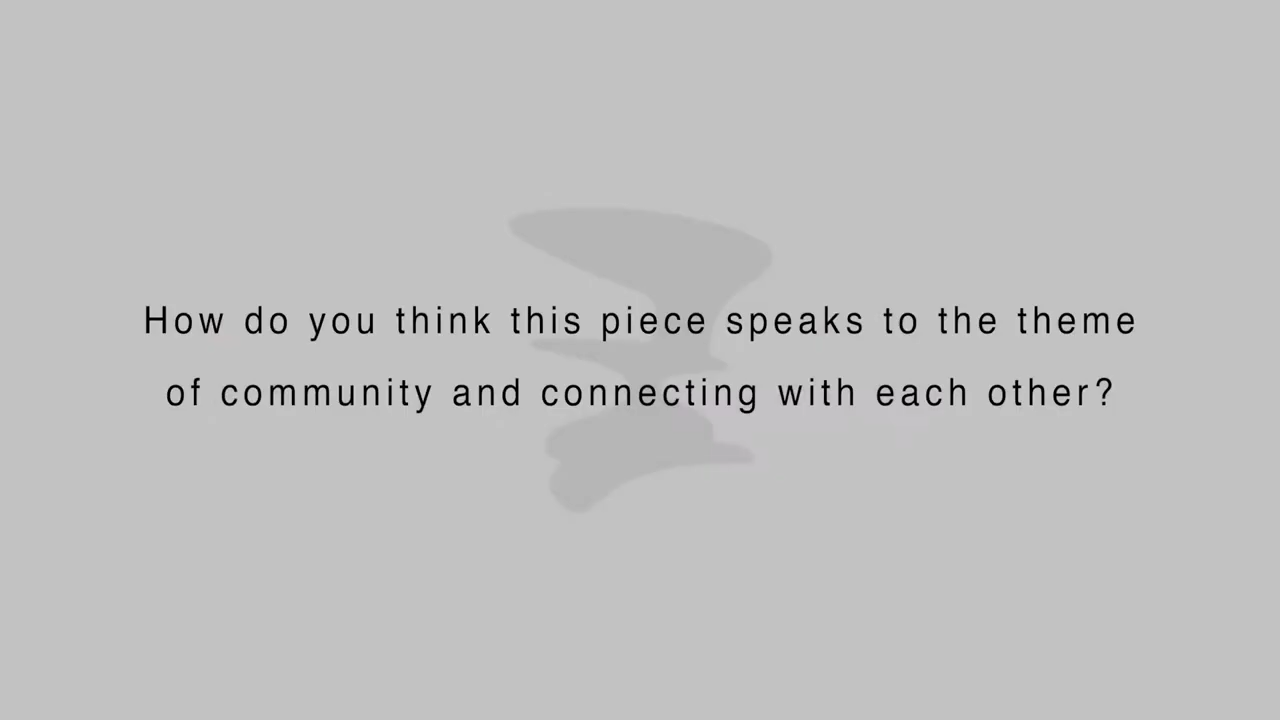 How do you think this piece speaks to the theme
of community and connecting with each other?